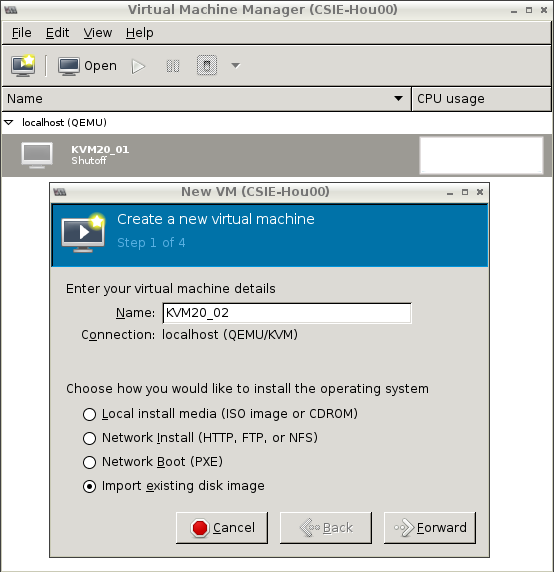 Virtual Machine Manager (CSIE-Hou00)
File Edit View Help
Open
Name CPU usage
localhost (QEMU)
KVM20_01
Shutoff
New VM (CSIE-Hou00)
Create a new virtual machine
Step 1 of 4
Enter your virtual machine details
Name: KVM20_02
Connection: localhost (QEMU/KVM)
Choose how you would like to install the operating system
Local install media (ISO image or CDROM)
Network Install (HTTP, FTP, or NFS)
Network Boot (PXE)
Import existing disk image
Cancel Back Forward